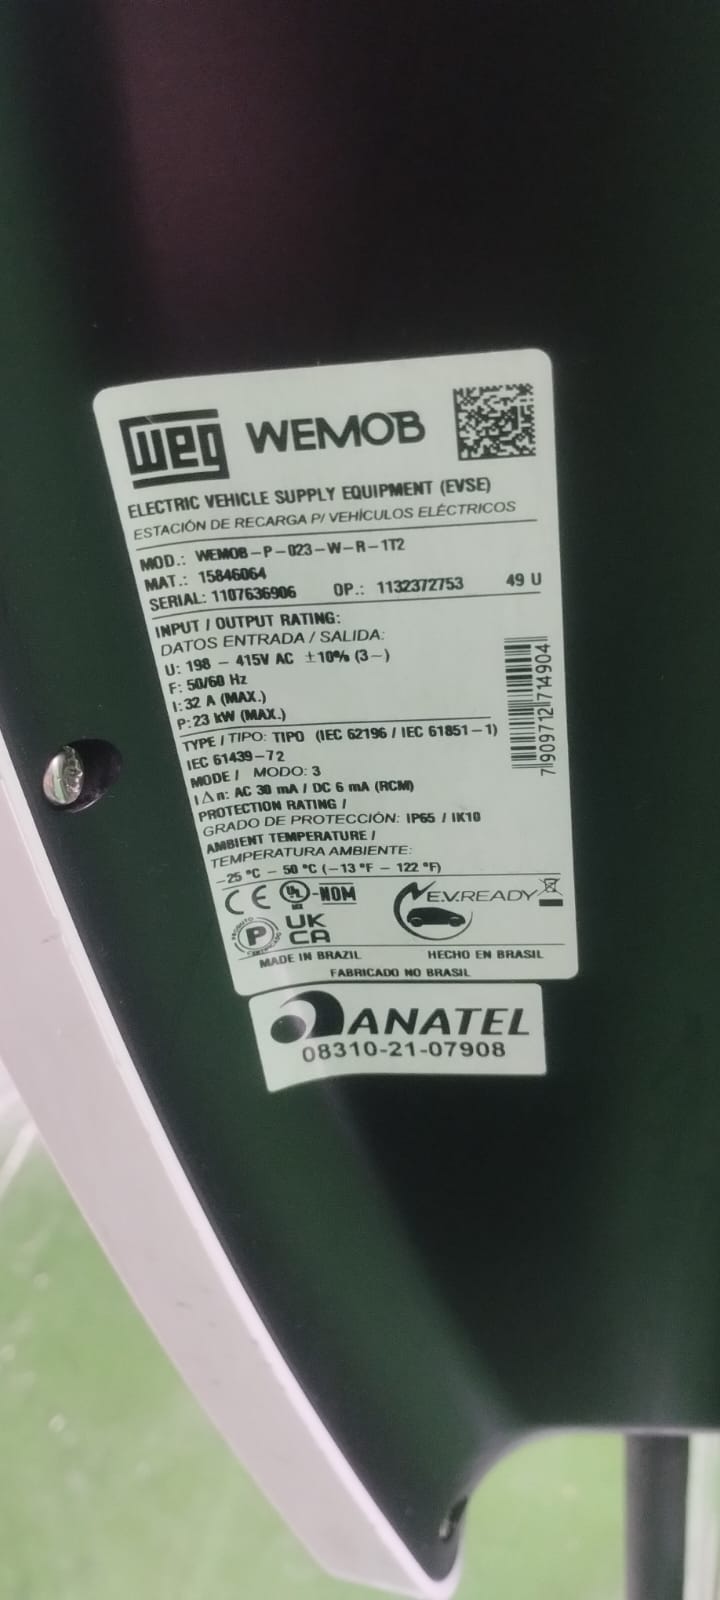 weg WEMOB
ELECTRIC VEHICLE SUPPLY EQUIPMENT (EVSE)
ESTACIÓN DE RECARGA P/ VEHÍCULOS ELÉCTRICOS
MOD.: WEMOB-P-023-W-R-1T2
MAT.: 15846064
SERIAL: 1107636906 OP.: 1132372753 49 U
INPUT / OUTPUT RATING:
DATOS ENTRADA / SALIDA:
U: 198 - 415V AC ±10% (3~)
F: 50/60 Hz
I: 32 A (MAX.)
P: 23 kW (MAX.)
7909712714904
TYPE / TIPO: TIPO (IEC 62196 / IEC 61851-1)
IEC 61439-72
MODE / MODO: 3
I△n: AC 30 mA / DC 6 mA (RCM)
PROTECTION RATING /
GRADO DE PROTECCIÓN: IP65 / IK10
AMBIENT TEMPERATURE /
TEMPERATURA AMBIENTE:
-25 °C - 50 °C (-13 °F - 122 °F)
CE UL-NOM E.V.READY
PRODUTO P CERTIFICADO UK
CA
MADE IN BRAZIL HECHO EN BRASIL
FABRICADO NO BRASIL
ANATEL
08310-21-07908